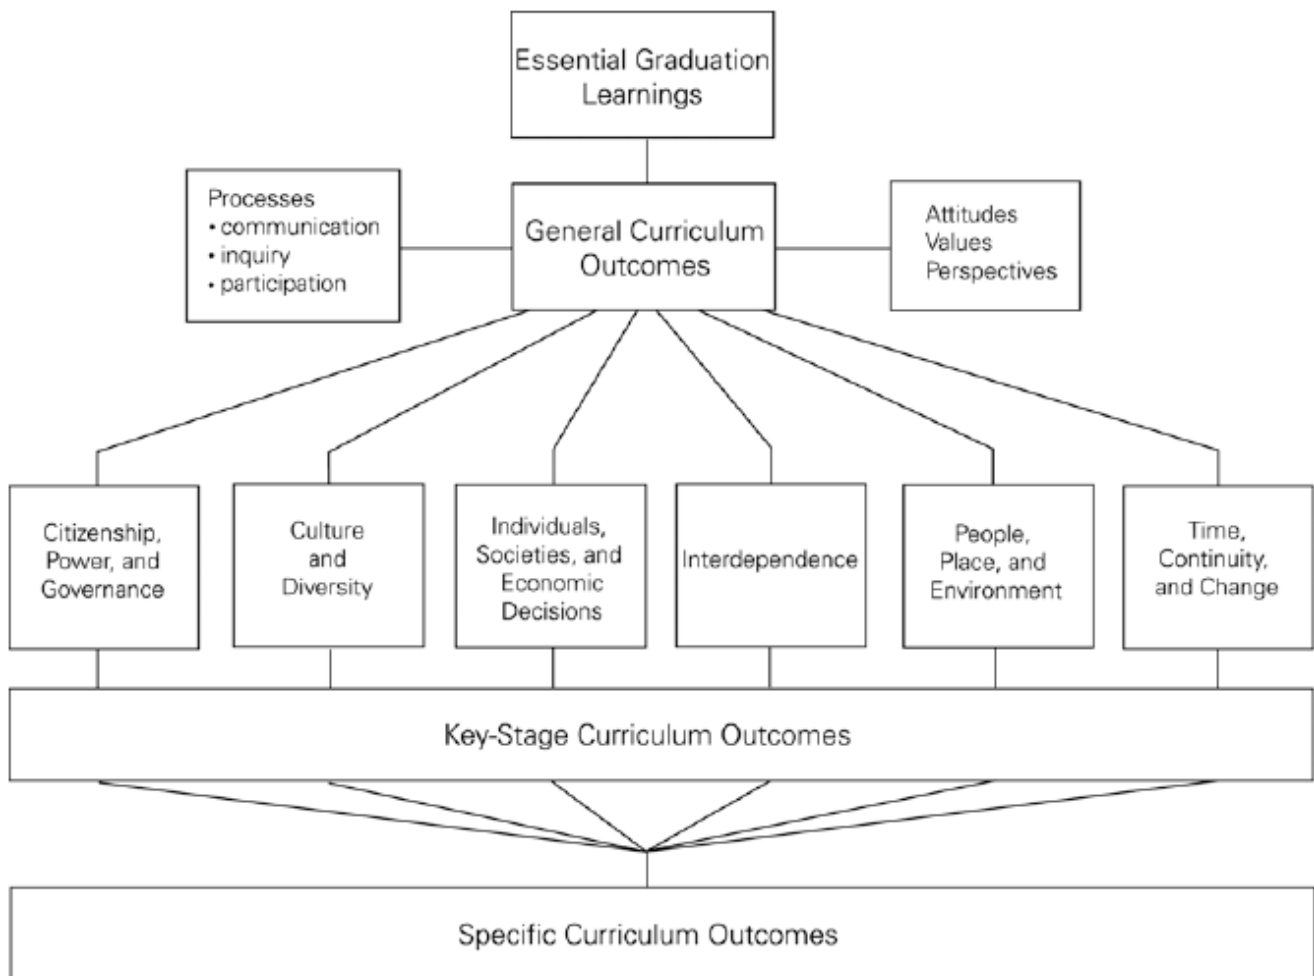 Essential Graduation
Learnings
Processes
• communication
• inquiry
• participation
General Curriculum
Outcomes
Attitudes
Values
Perspectives
Citizenship,
Power, and
Governance
Culture
and
Diversity
Individuals,
Societies, and
Economic
Decisions
Interdependence
People,
Place, and
Environment
Time,
Continuity,
and Change
Key-Stage Curriculum Outcomes
Specific Curriculum Outcomes